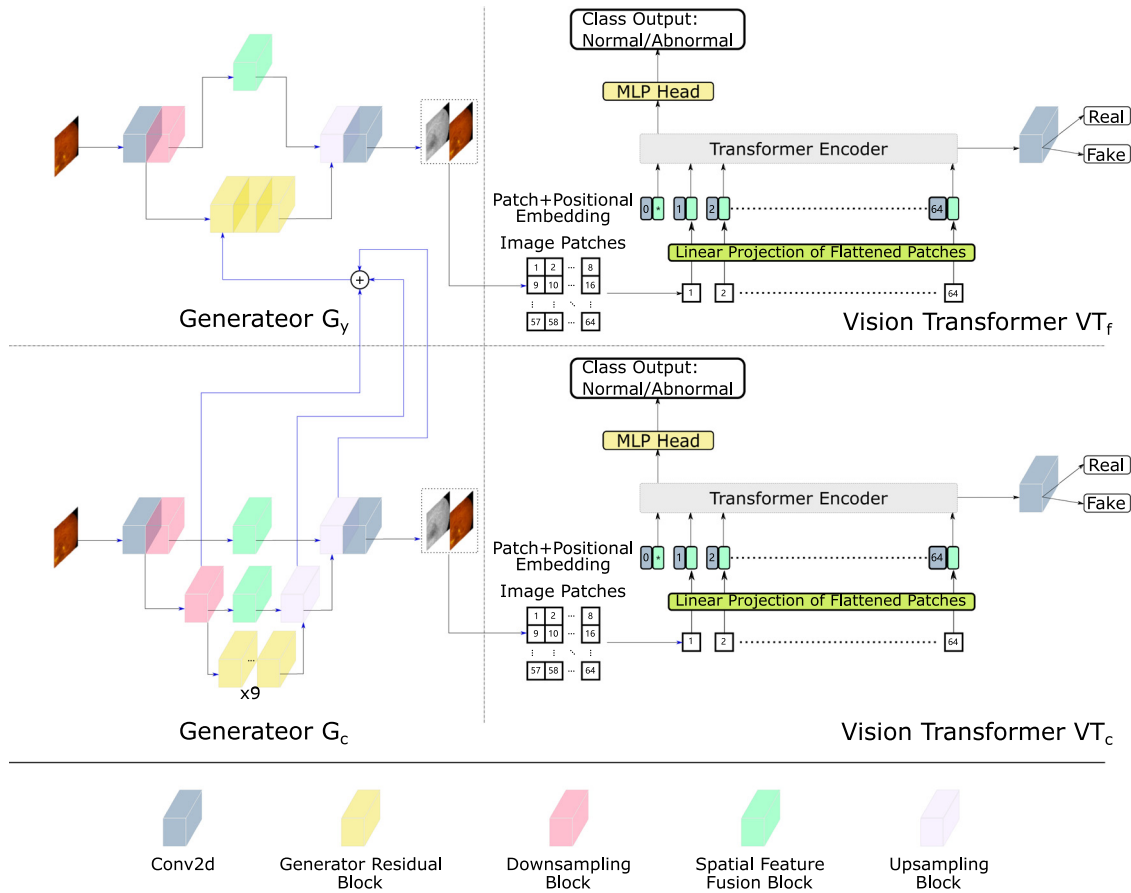 Class Output:
Normal/Abnormal
MLP Head
Real
Transformer Encoder
Fake
Patch+Positional
Embedding
0 * 1 2 64
Image Patches
Linear Projection of Flattened Patches
1 2 ... 8
9 10 ... 16
57 58 ... 64
1 2 64
+
Generateor Gy
Vision Transformer VTf
Class Output:
Normal/Abnormal
MLP Head
Real
Transformer Encoder
Fake
Patch+Positional
Embedding
0 * 1 2 64
Image Patches
Linear Projection of Flattened Patches
1 2 ... 8
9 10 ... 16
57 58 ... 64
1 2 64
...
x9
Generateor Gc
Vision Transformer VTc
Conv2d
Generator Residual
Block
Downsampling
Block
Spatial Feature
Fusion Block
Upsampling
Block